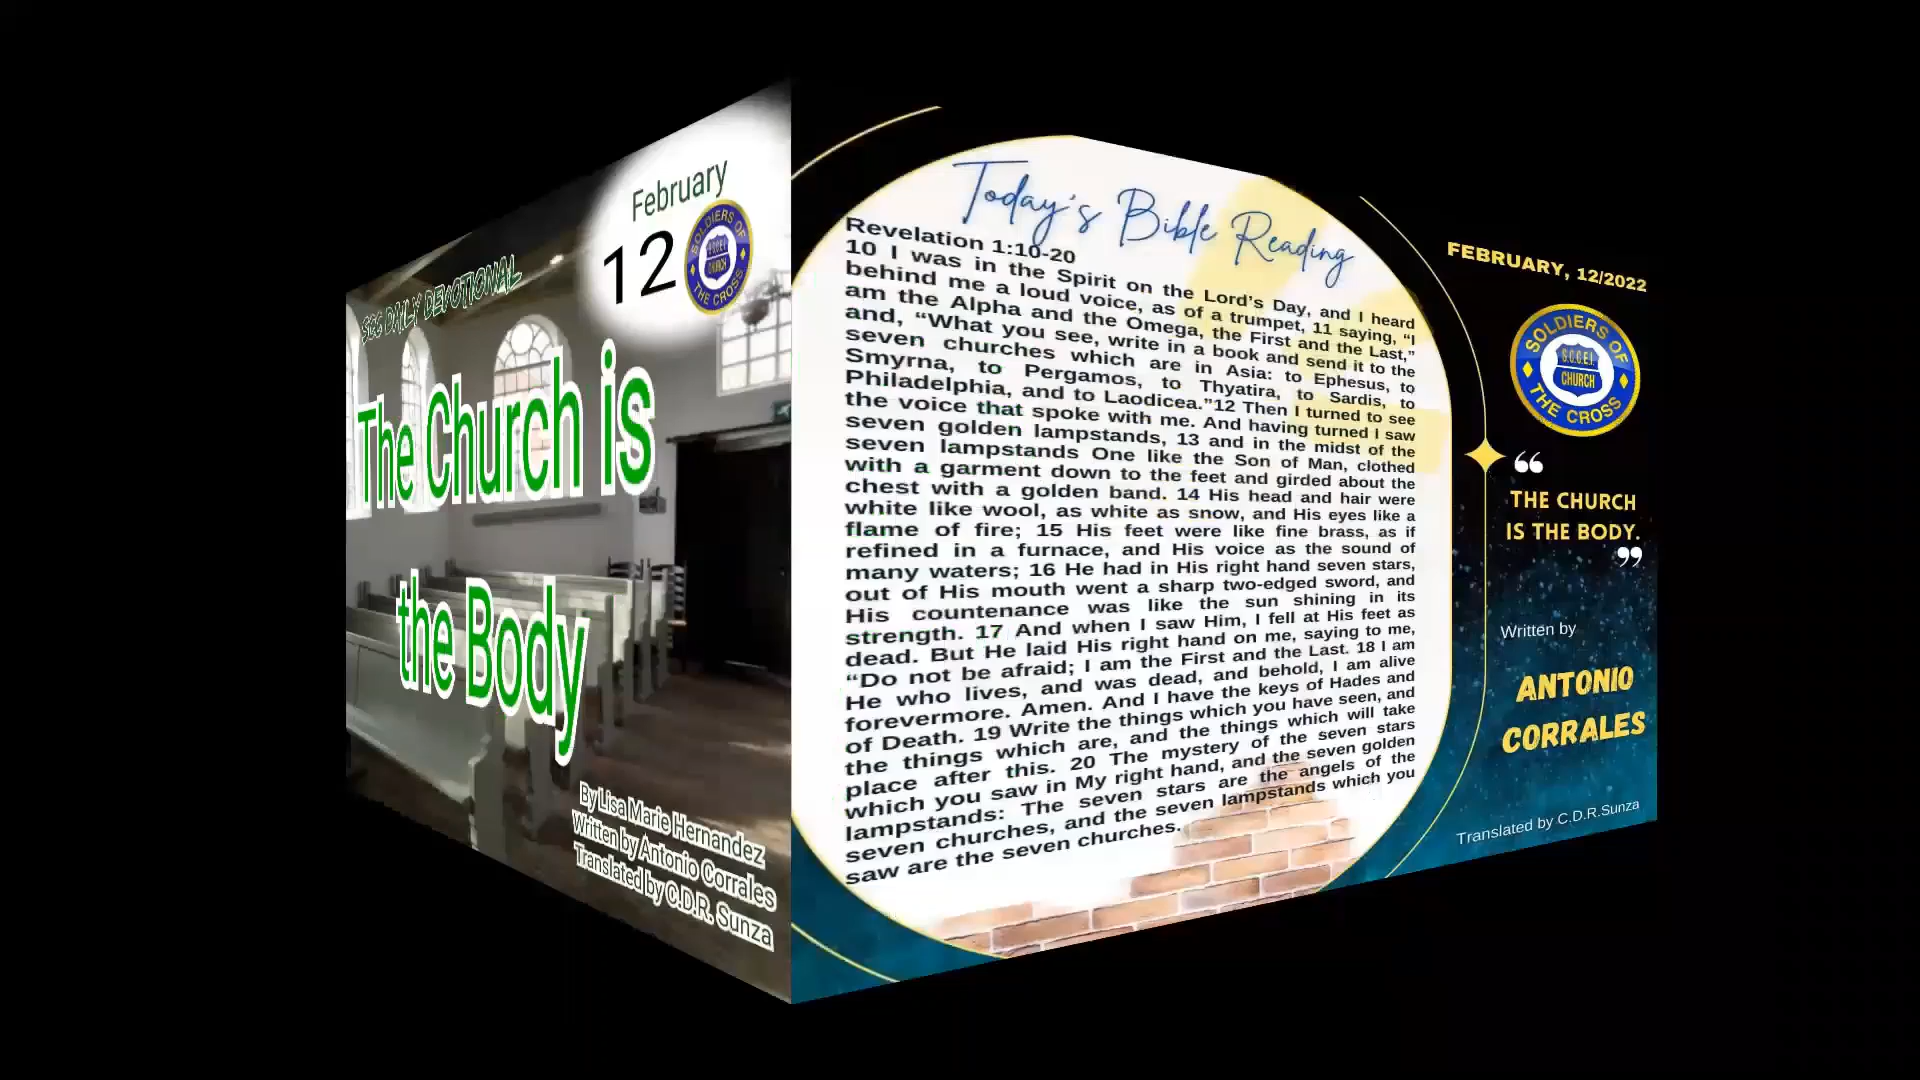 February
12
SOLDIERS OF
S.C.C.E.I.
CHURCH
THE CROSS
SCC DAILY DEVOTIONAL
The Church is
the Body
By Lisa Marie Hernandez
Written by Antonio Corrales
Translated by C.D.R. Sunza
Today's Bible Reading
Revelation 1:10-20
10 I was in the Spirit on the Lord’s Day, and I heard
behind me a loud voice, as of a trumpet, 11 saying, “I
am the Alpha and the Omega, the First and the Last,”
and, “What you see, write in a book and send it to the
seven churches which are in Asia: to Ephesus, to
Smyrna, to Pergamos, to Thyatira, to Sardis, to
Philadelphia, and to Laodicea.”12 Then I turned to see
the voice that spoke with me. And having turned I saw
seven golden lampstands, 13 and in the midst of the
seven lampstands One like the Son of Man, clothed
with a garment down to the feet and girded about the
chest with a golden band. 14 His head and hair were
white like wool, as white as snow, and His eyes like a
flame of fire; 15 His feet were like fine brass, as if
refined in a furnace, and His voice as the sound of
many waters; 16 He had in His right hand seven stars,
out of His mouth went a sharp two-edged sword, and
His countenance was like the sun shining in its
strength. 17 And when I saw Him, I fell at His feet as
dead. But He laid His right hand on me, saying to me,
“Do not be afraid; I am the First and the Last. 18 I am
He who lives, and was dead, and behold, I am alive
forevermore. Amen. And I have the keys of Hades and
of Death. 19 Write the things which you have seen, and
the things which are, and the things which will take
place after this. 20 The mystery of the seven stars
which you saw in My right hand, and the seven golden
lampstands: The seven stars are the angels of the
seven churches, and the seven lampstands which you
saw are the seven churches.
FEBRUARY, 12/2022
SOLDIERS OF
S.C.C.E.I.
CHURCH
THE CROSS
“
THE CHURCH
IS THE BODY.
”
Written by
ANTONIO
CORRALES
Translated by C.D.R.Sunza